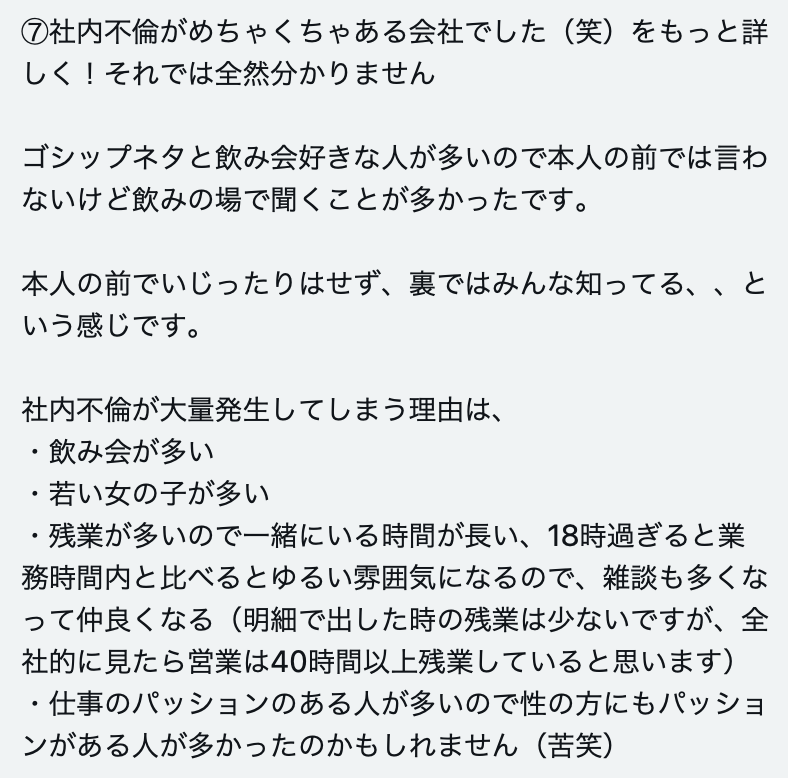 ⑦社内不倫がめちゃくちゃある会社でした（笑）をもっと詳
しく！それでは全然分かりません
ゴシップネタと飲み会好きな人が多いので本人の前では言わ
ないけど飲みの場で聞くことが多かったです。
本人の前でいじったりはせず、裏ではみんな知ってる、、と
いう感じです。
社内不倫が大量発生してしまう理由は、
・飲み会が多い
・若い女の子が多い
・残業が多いので一緒にいる時間が長い、18時過ぎると業
務時間内と比べるとゆるい雰囲気になるので、雑談も多くな
って仲良くなる（明細で出した時の残業は少ないですが、全
社的に見たら営業は40時間以上残業していると思います）
・仕事のパッションのある人が多いので性の方にもパッショ
ンがある人が多かったのかもしれません（苦笑）